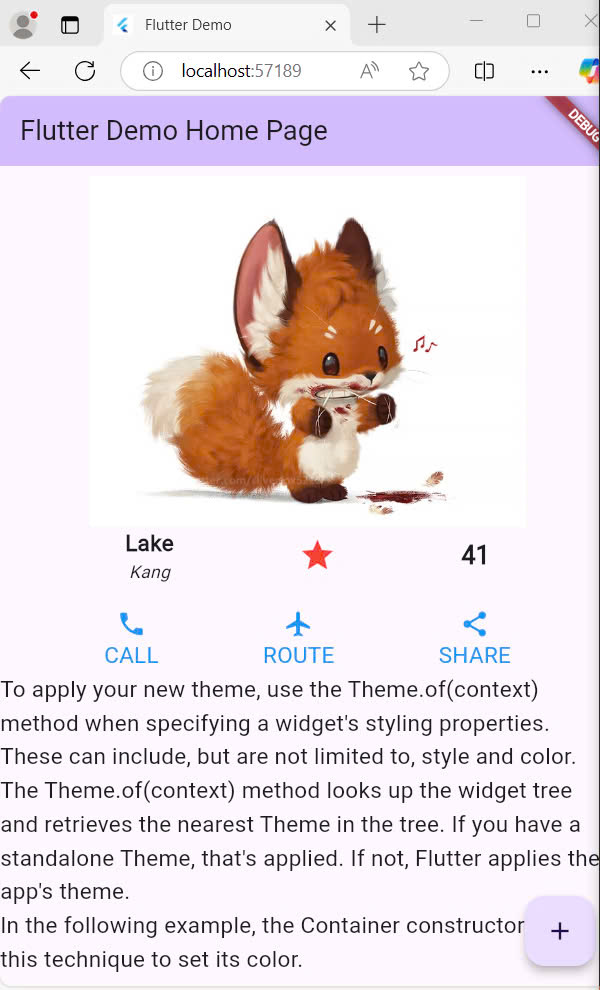 Flutter Demo
localhost:57189
Flutter Demo Home Page
DEBUG
Lake
41
Kang
CALL ROUTE SHARE
To apply your new theme, use the Theme.of(context)
method when specifying a widget's styling properties.
These can include, but are not limited to, style and color.
The Theme.of(context) method looks up the widget tree
and retrieves the nearest Theme in the tree. If you have a
standalone Theme, that's applied. If not, Flutter applies the
app's theme.
In the following example, the Container constructor
this technique to set its color.